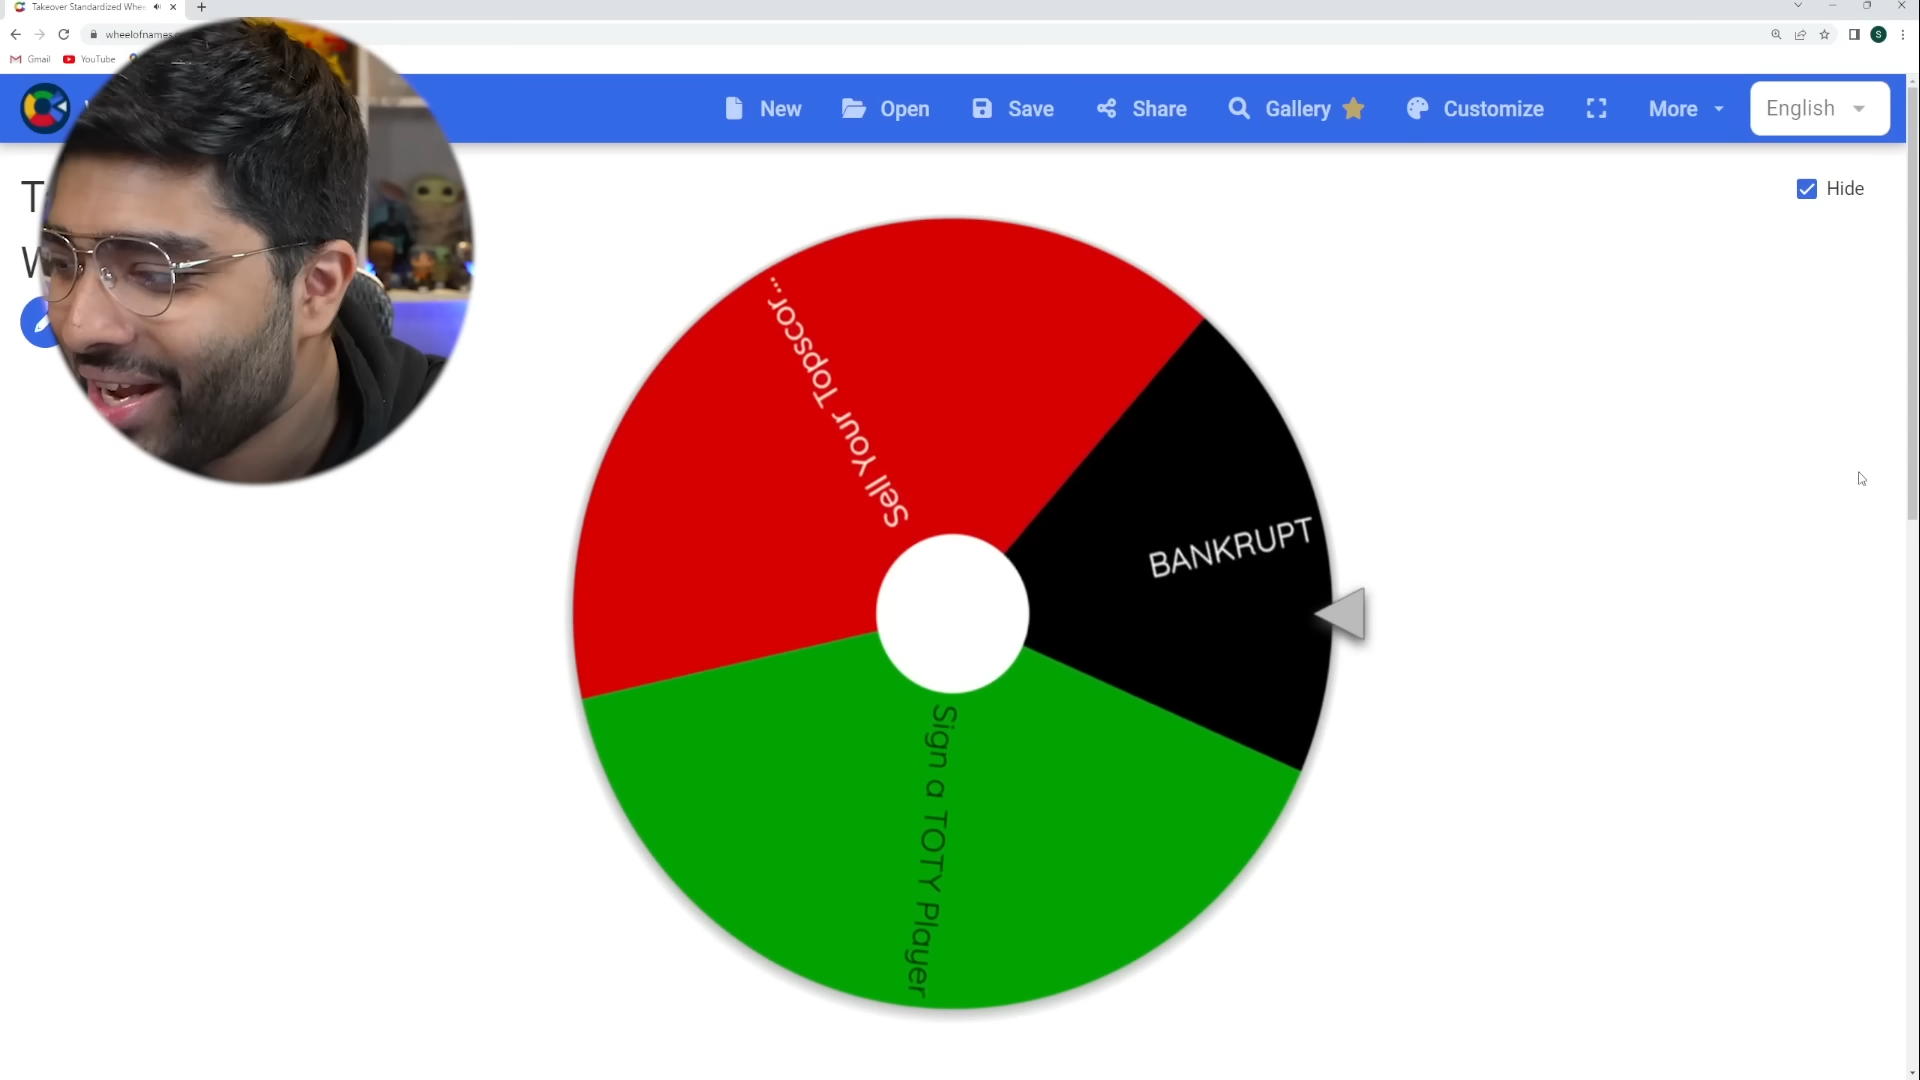 Takeover Standardized Whee
wheelofnames.
Gmail
YouTube
New
Open
Save
Share
Gallery
Customize
More
English
Hide
Sell Your Topscor...
BANKRUPT
Sign a TOTY Player
S